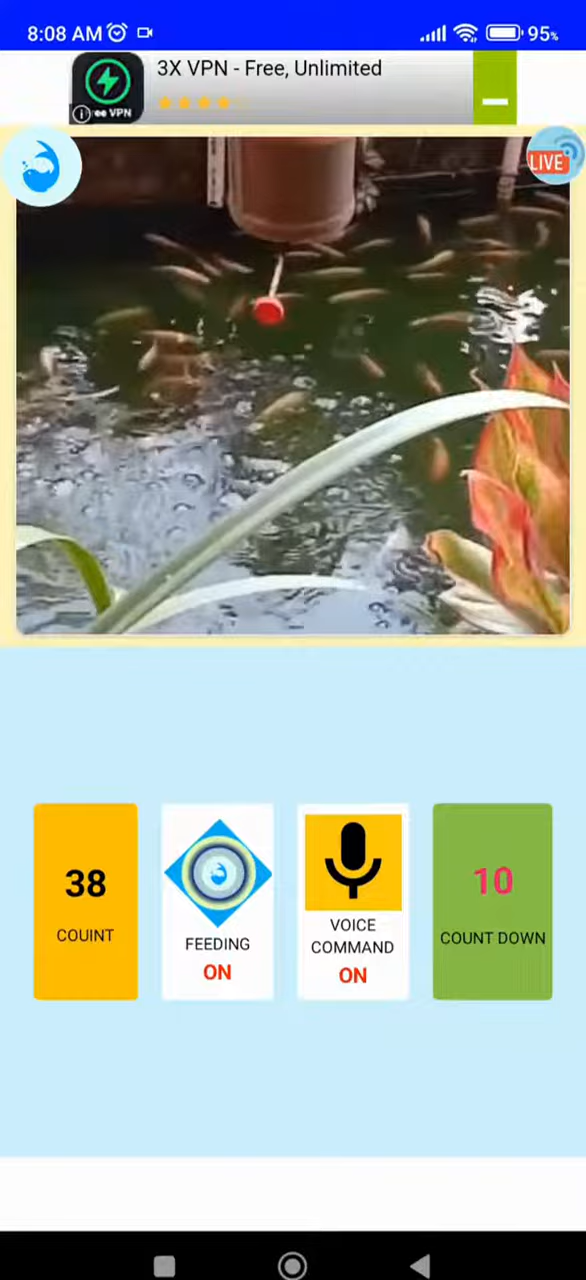 8:08 AM
95%
3X VPN - Free, Unlimited
ree VPN
LIVE
38
COUINT
FEEDING
ON
VOICE
COMMAND
ON
10
COUNT DOWN